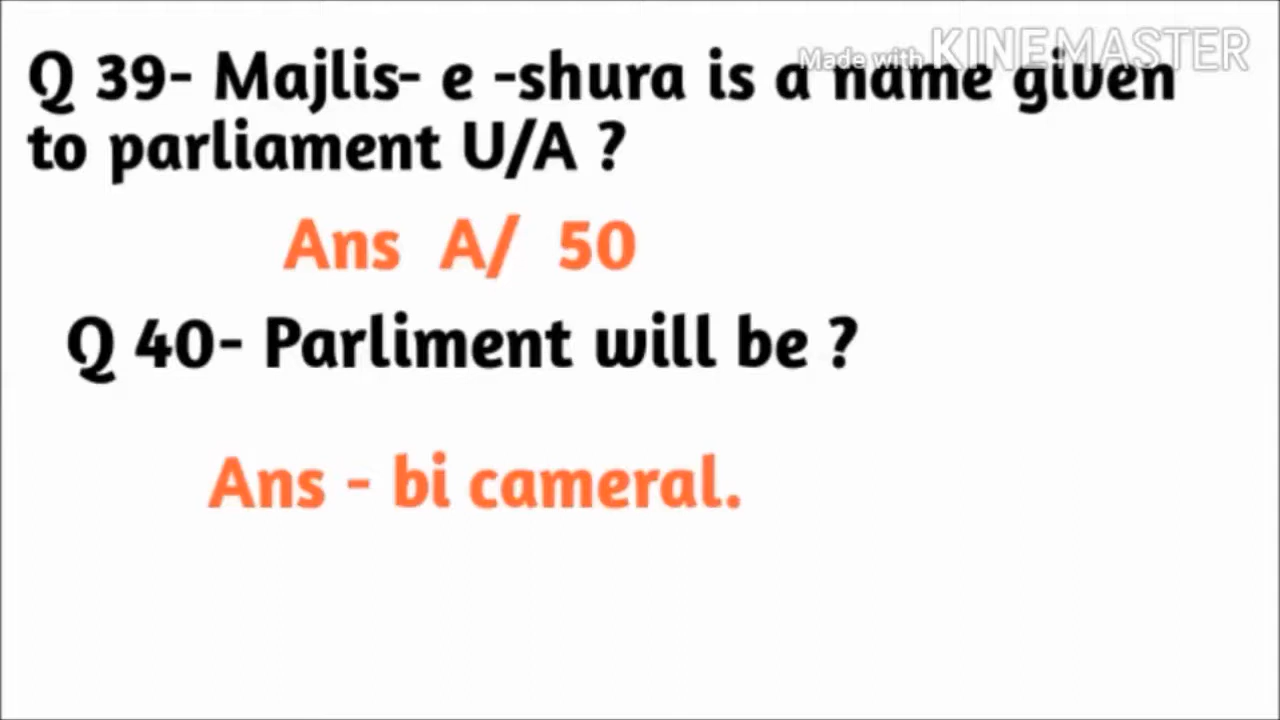 Made with KINEMASTER
Q 39- Majlis- e -shura is a name given
to parliament U/A ?
Ans A/ 50
Q 40- Parliment will be ?
Ans - bi cameral.